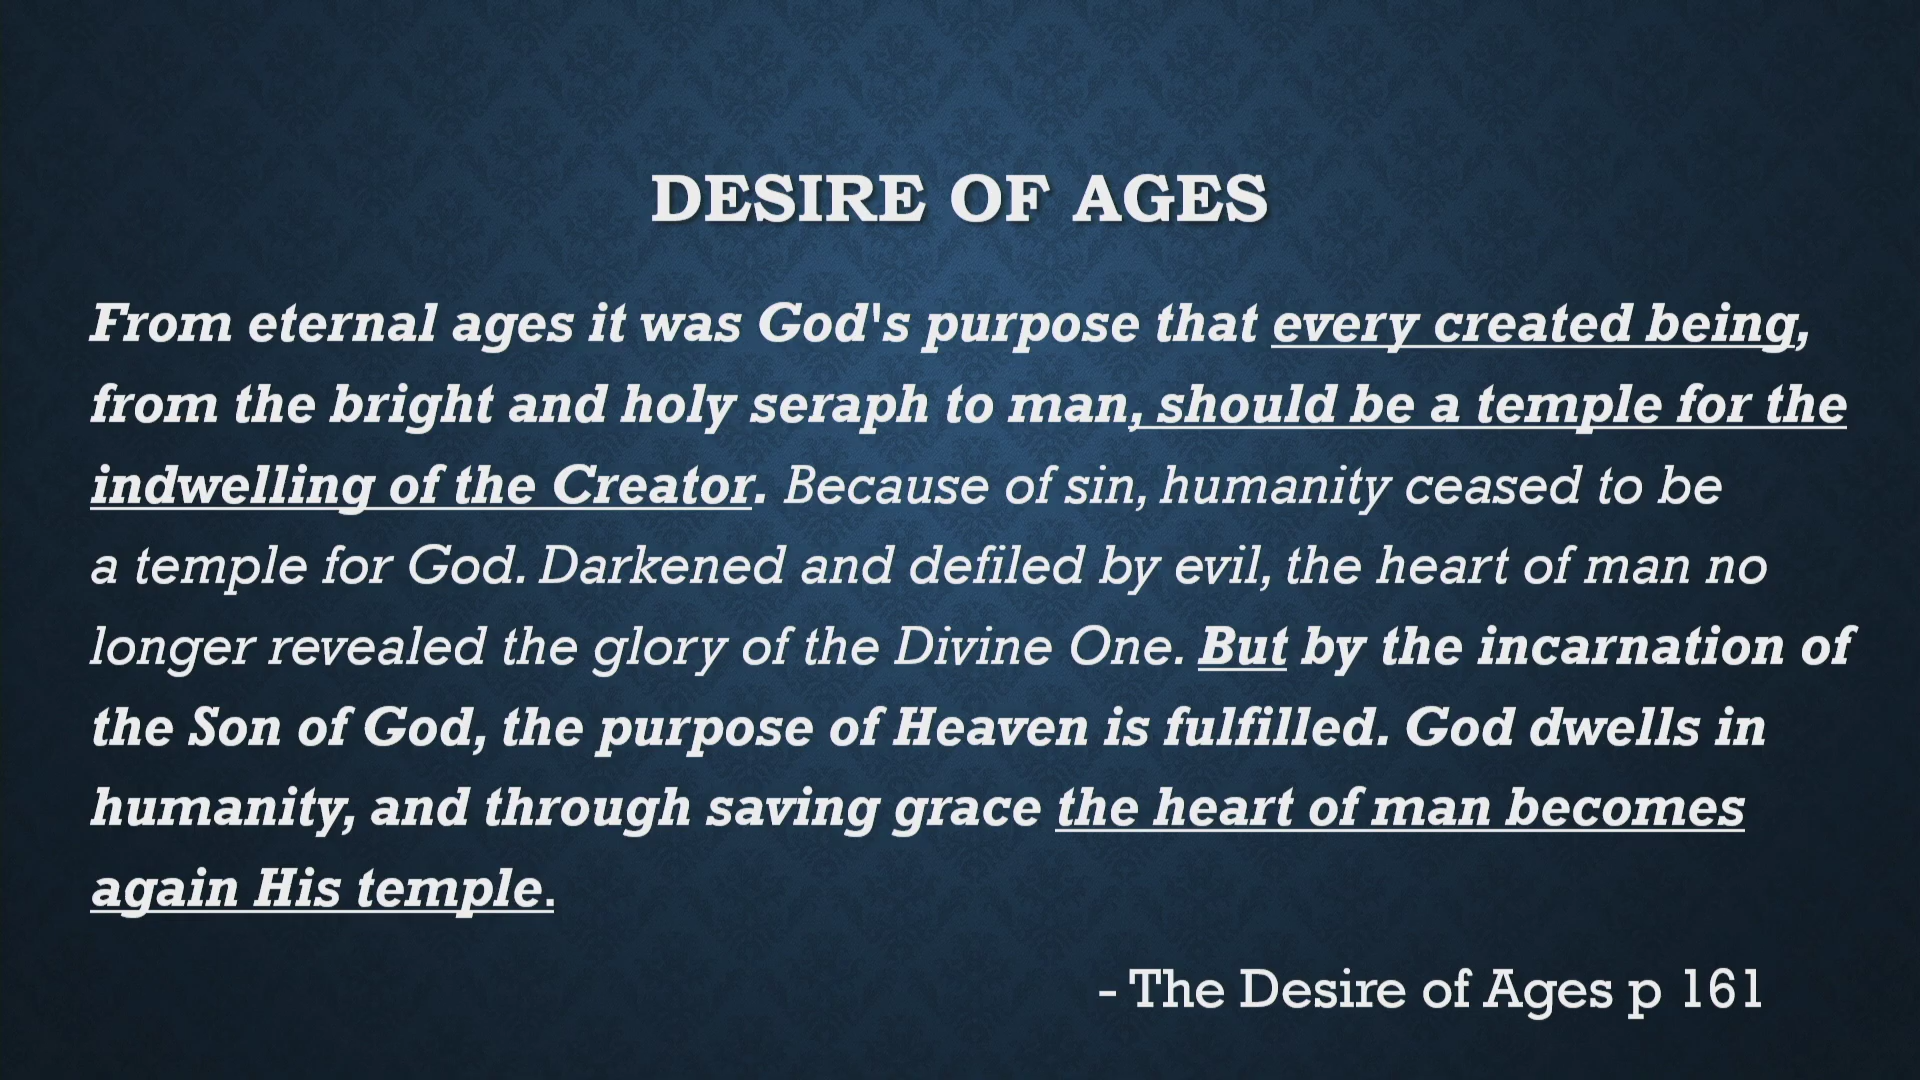 DESIRE OF AGES
From eternal ages it was God's purpose that every created being,
from the bright and holy seraph to man, should be a temple for the
indwelling of the Creator. Because of sin, humanity ceased to be
a temple for God. Darkened and defiled by evil, the heart of man no
longer revealed the glory of the Divine One. But by the incarnation of
the Son of God, the purpose of Heaven is fulfilled. God dwells in
humanity, and through saving grace the heart of man becomes
again His temple.
- The Desire of Ages p 161